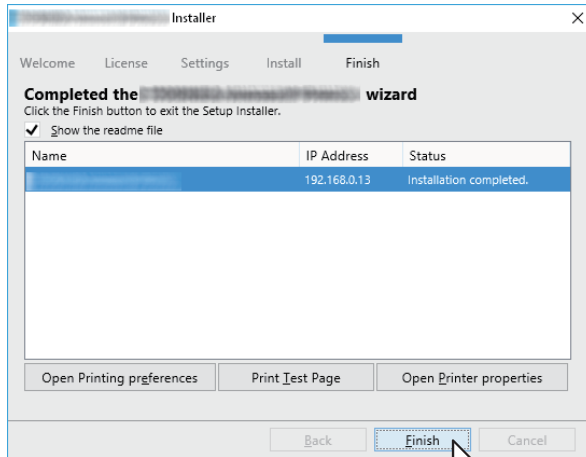 Installer
Welcome License Settings Install Finish
Completed the wizard
Click the Finish button to exit the Setup Installer.
Show the readme file
Name IP Address Status
192.168.0.13 Installation completed.
Open Printing preferences Print Test Page Open Printer properties
Back Finish Cancel